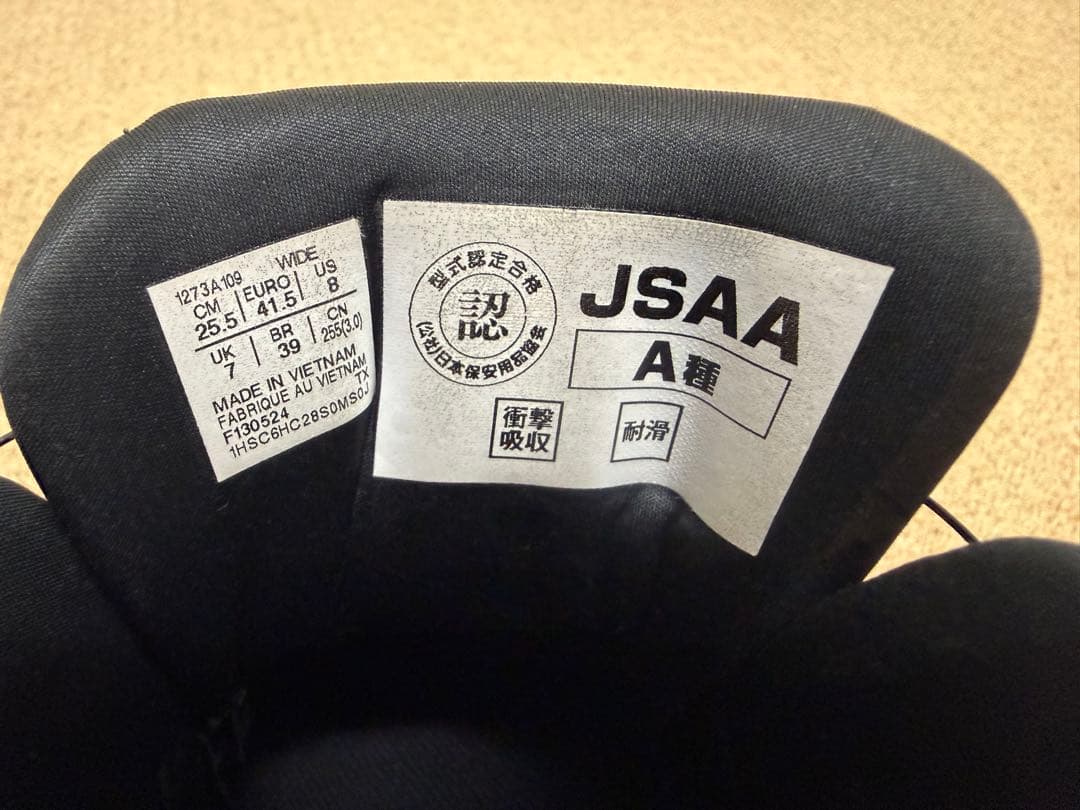 1273A109 WIDE
CM EURO US
25.5 41.5 8
UK BR CN
7 39 255(3.0)
MADE IN VIETNAM
FABRIQUE AU VIETNAM
F130524 TX
1HSC6HC28S0MS0J
型式認定合格
認
(公社)日本保安用品協会
JSAA
A種
衝撃
吸収
耐滑